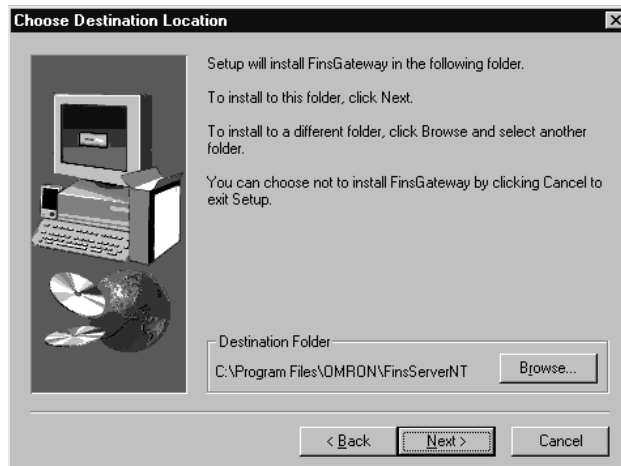 Choose Destination Location
Setup will install FinsGateway in the following folder.
To install to this folder, click Next.
To install to a different folder, click Browse and select another
folder.
You can choose not to install FinsGateway by clicking Cancel to
exit Setup.
Destination Folder
C:\Program Files\OMRON\FinsServerNT
Browse...
< Back
Next >
Cancel